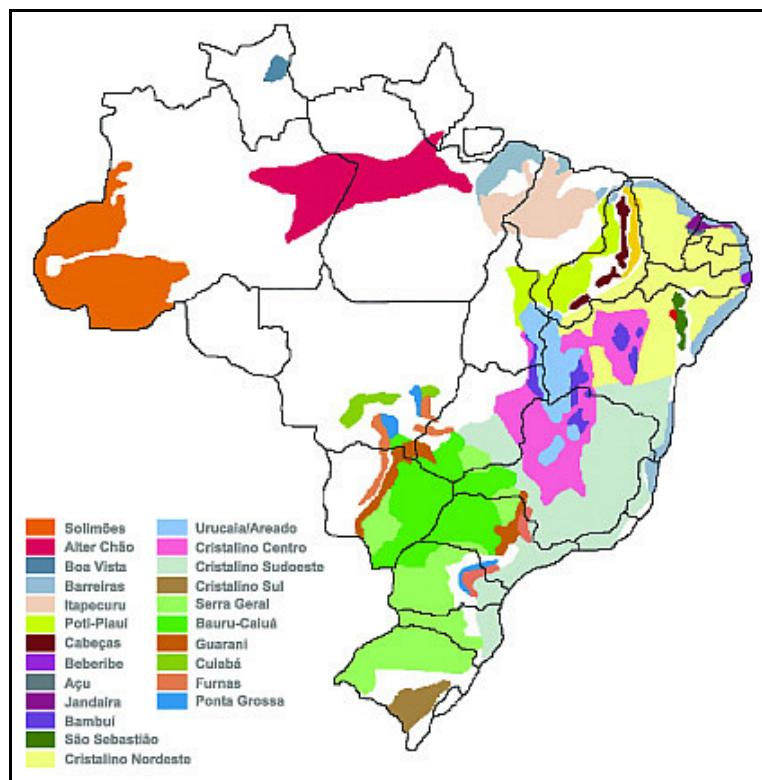 Solimões
Alter Chão
Boa Vista
Barreiras
Itapecuru
Poti-Piauí
Cabeças
Beberibe
Açu
Jandaíra
Bambuí
São Sebastião
Cristalino Nordeste
Urucaia/Areado
Cristalino Centro
Cristalino Sudoeste
Cristalino Sul
Serra Geral
Bauru-Caiuá
Guarani
Cuiabá
Furnas
Ponta Grossa